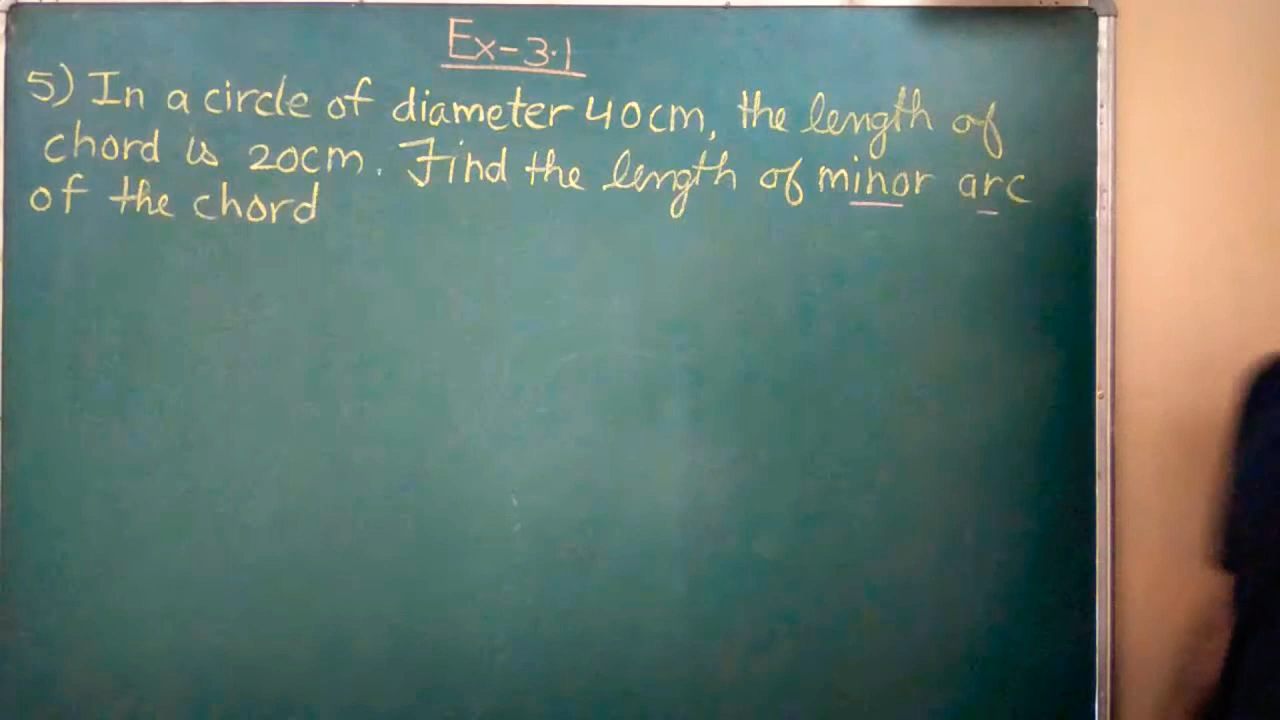 Ex-3.1
5) In a circle of diameter 40cm, the length of
chord is 20cm. Find the length of minor arc
of the chord